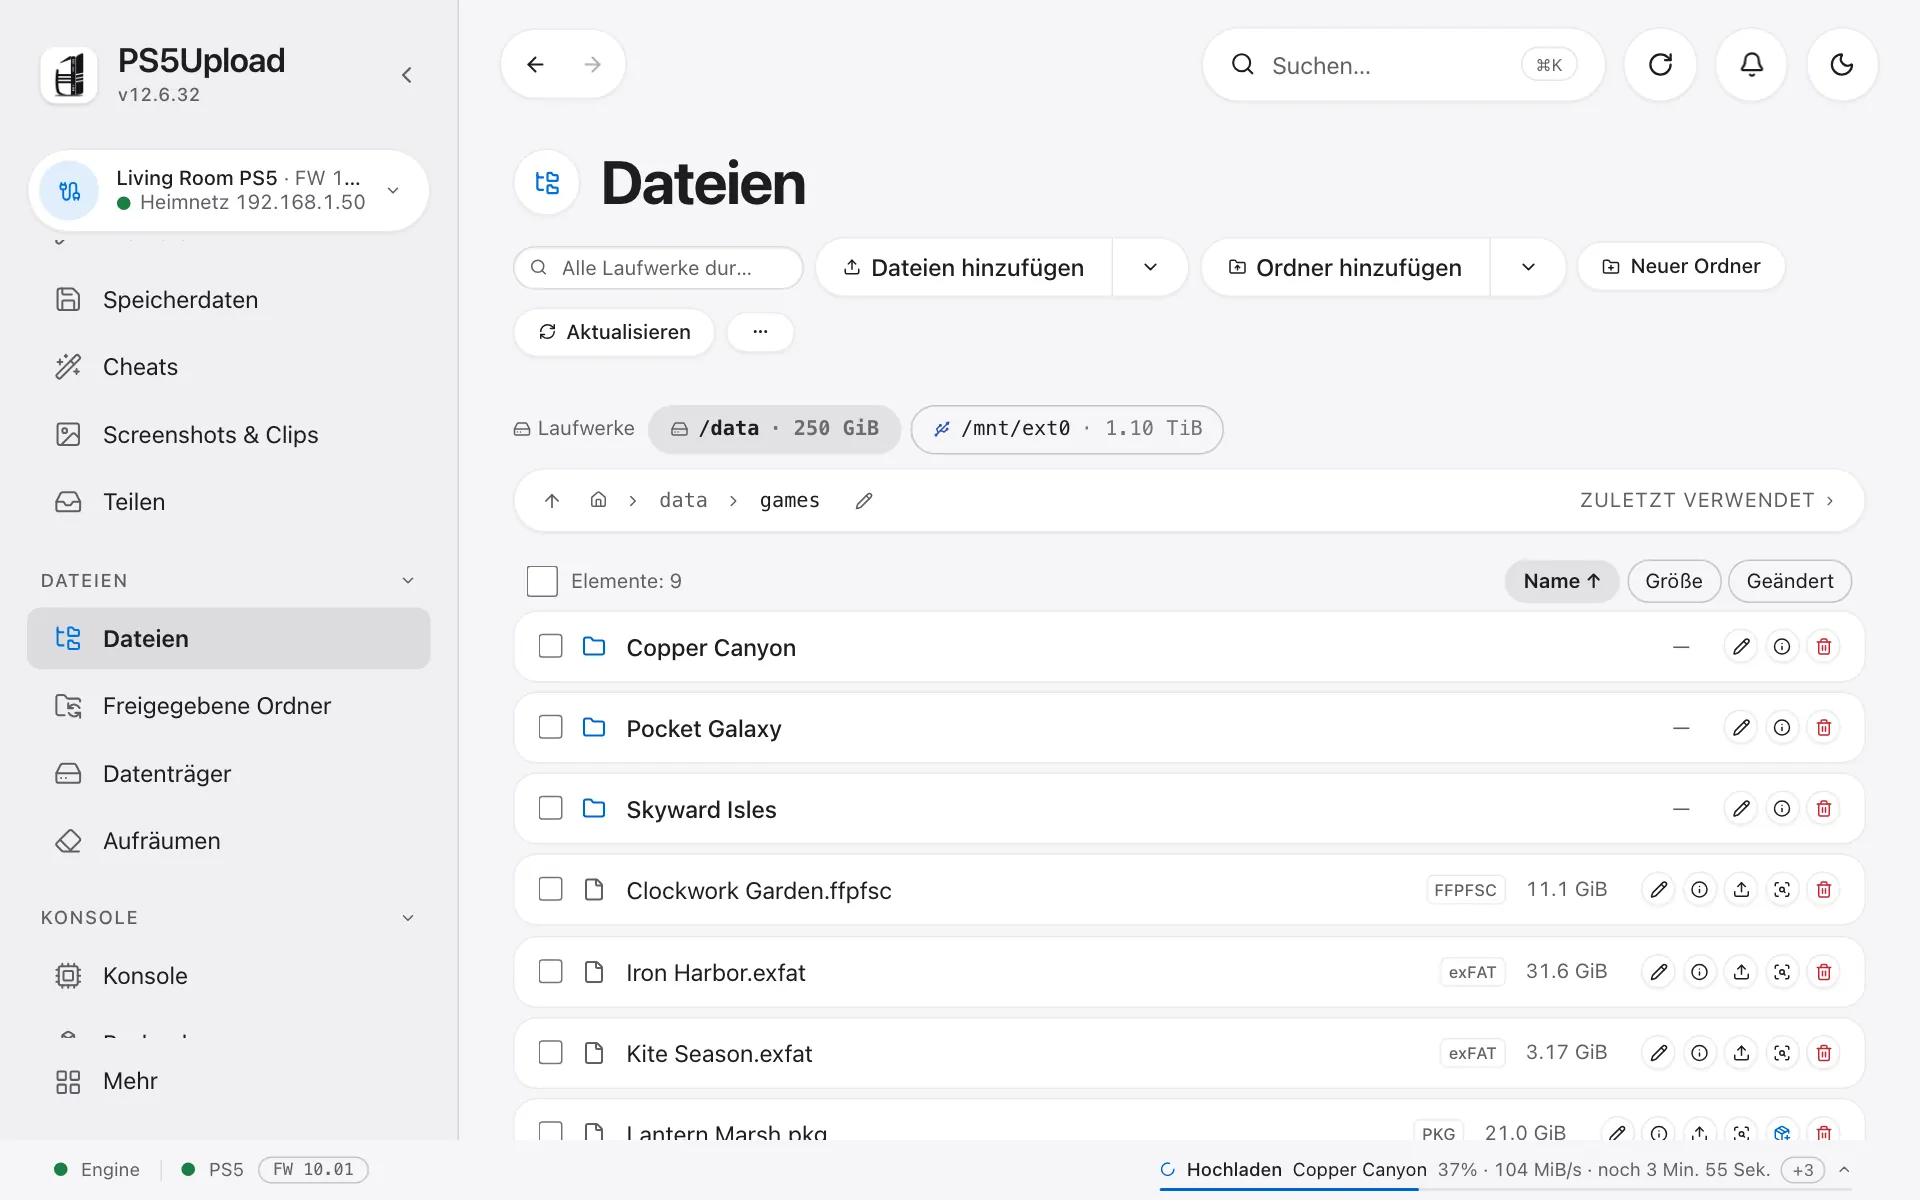 PS5Upload
v12.6.32
Living Room PS5 · FW 1...
Heimnetz 192.168.1.50
Speicherdaten
Cheats
Screenshots & Clips
Teilen
DATEIEN
Dateien
Freigegebene Ordner
Datenträger
Aufräumen
KONSOLE
Konsole
Mehr
Suchen... ⌘K
Dateien
Alle Laufwerke dur...
Dateien hinzufügen
Ordner hinzufügen
Neuer Ordner
Aktualisieren
···
Laufwerke
/data · 250 GiB
/mnt/ext0 · 1.10 TiB
data › games
ZULETZT VERWENDET ›
Elemente: 9
Name ↑
Größe
Geändert
Copper Canyon —
Pocket Galaxy —
Skyward Isles —
Clockwork Garden.ffpfsc FFPFSC 11.1 GiB
Iron Harbor.exfat exFAT 31.6 GiB
Kite Season.exfat exFAT 3.17 GiB
Lantern Marsh.pkg PKG 21.0 GiB
Engine
PS5 FW 10.01
Hochladen Copper Canyon 37% · 104 MiB/s · noch 3 Min. 55 Sek. +3